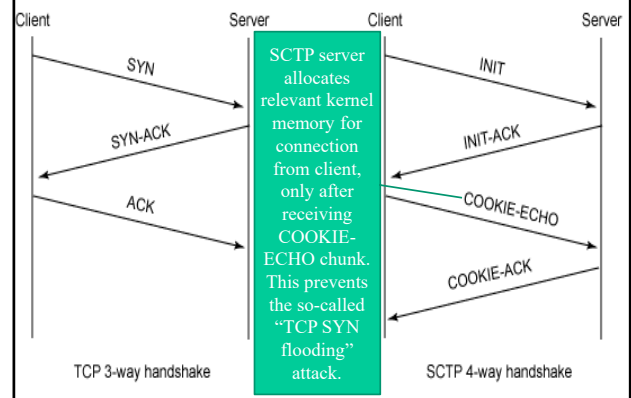 Client
Server
SYN
SYN-ACK
ACK
TCP 3-way handshake
SCTP server
allocates
relevant kernel
memory for
connection
from client,
only after
receiving
COOKIE-
ECHO chunk.
This prevents
the so-called
“TCP SYN
flooding”
attack.
Client
Server
INIT
INIT-ACK
COOKIE-ECHO
COOKIE-ACK
SCTP 4-way handshake